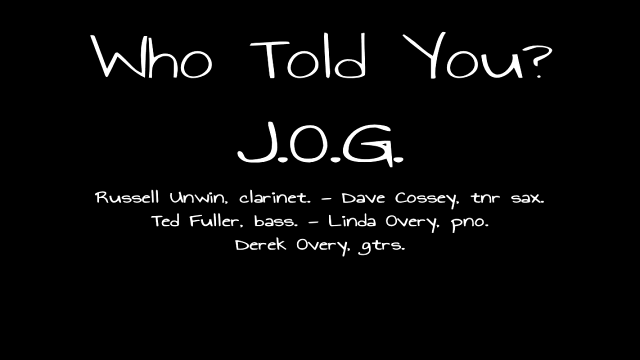 Who Told You?
J.O.G.
Russell Unwin, clarinet. - Dave Cossey, tnr sax.
Ted Fuller, bass. - Linda Overy, pno.
Derek Overy, gtrs.